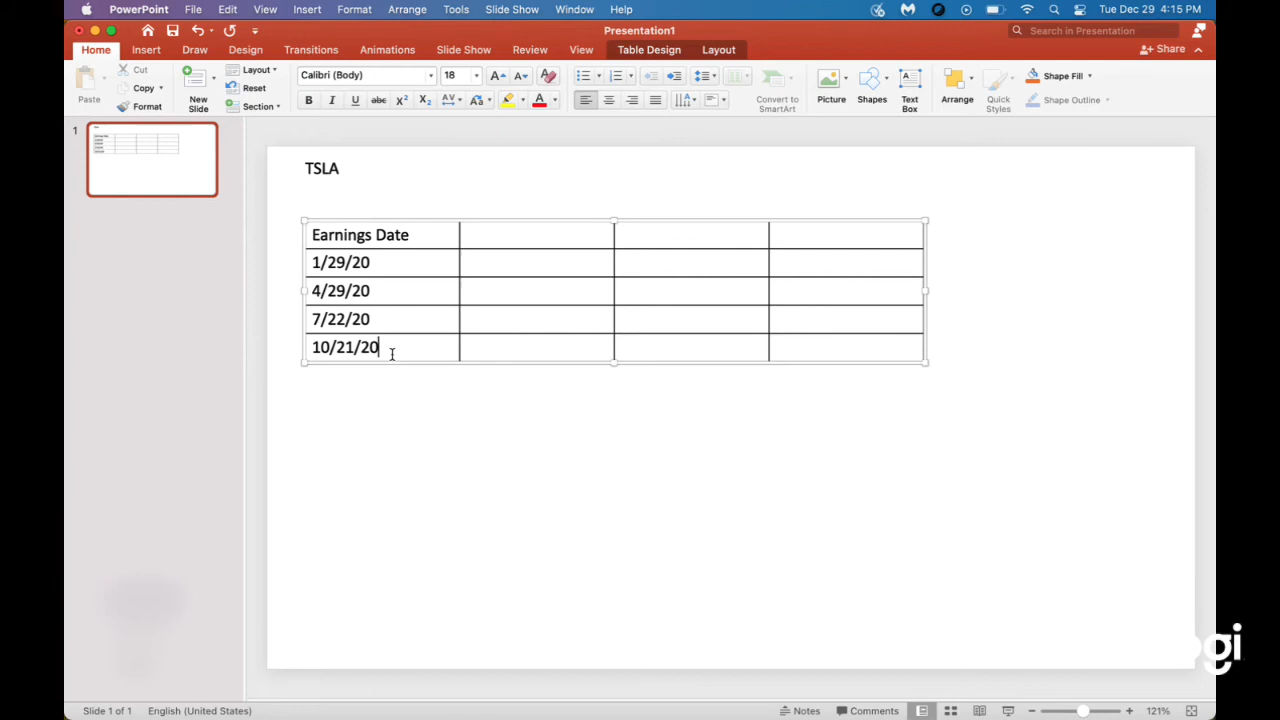 PowerPoint File Edit View Insert Format Arrange Tools Slide Show Window Help Tue Dec 29 4:15 PM
Presentation1
Search in Presentation
Home Insert Draw Design Transitions Animations Slide Show Review View Table Design Layout
Share
Paste
Cut
Copy
Format
New Slide
Layout
Reset
Section
Calibri (Body) 18
Convert to SmartArt
Picture
Shapes
Text Box
Arrange
Quick Styles
Shape Fill
Shape Outline
1
TSLA
Earnings Date
1/29/20
4/29/20
7/22/20
10/21/20
Slide 1 of 1 English (United States) Notes Comments 121%